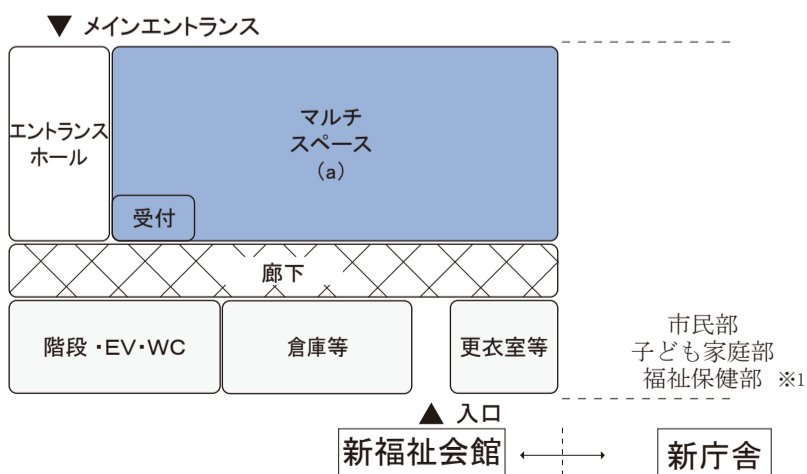 ▼ メインエントランス
エントランス
ホール
マルチ
スペース
（a）
受付
廊下
階段・EV・WC
倉庫等
更衣室等
市民部
子ども家庭部
福祉保健部 ※1
▲ 入口
新福祉会館
新庁舎